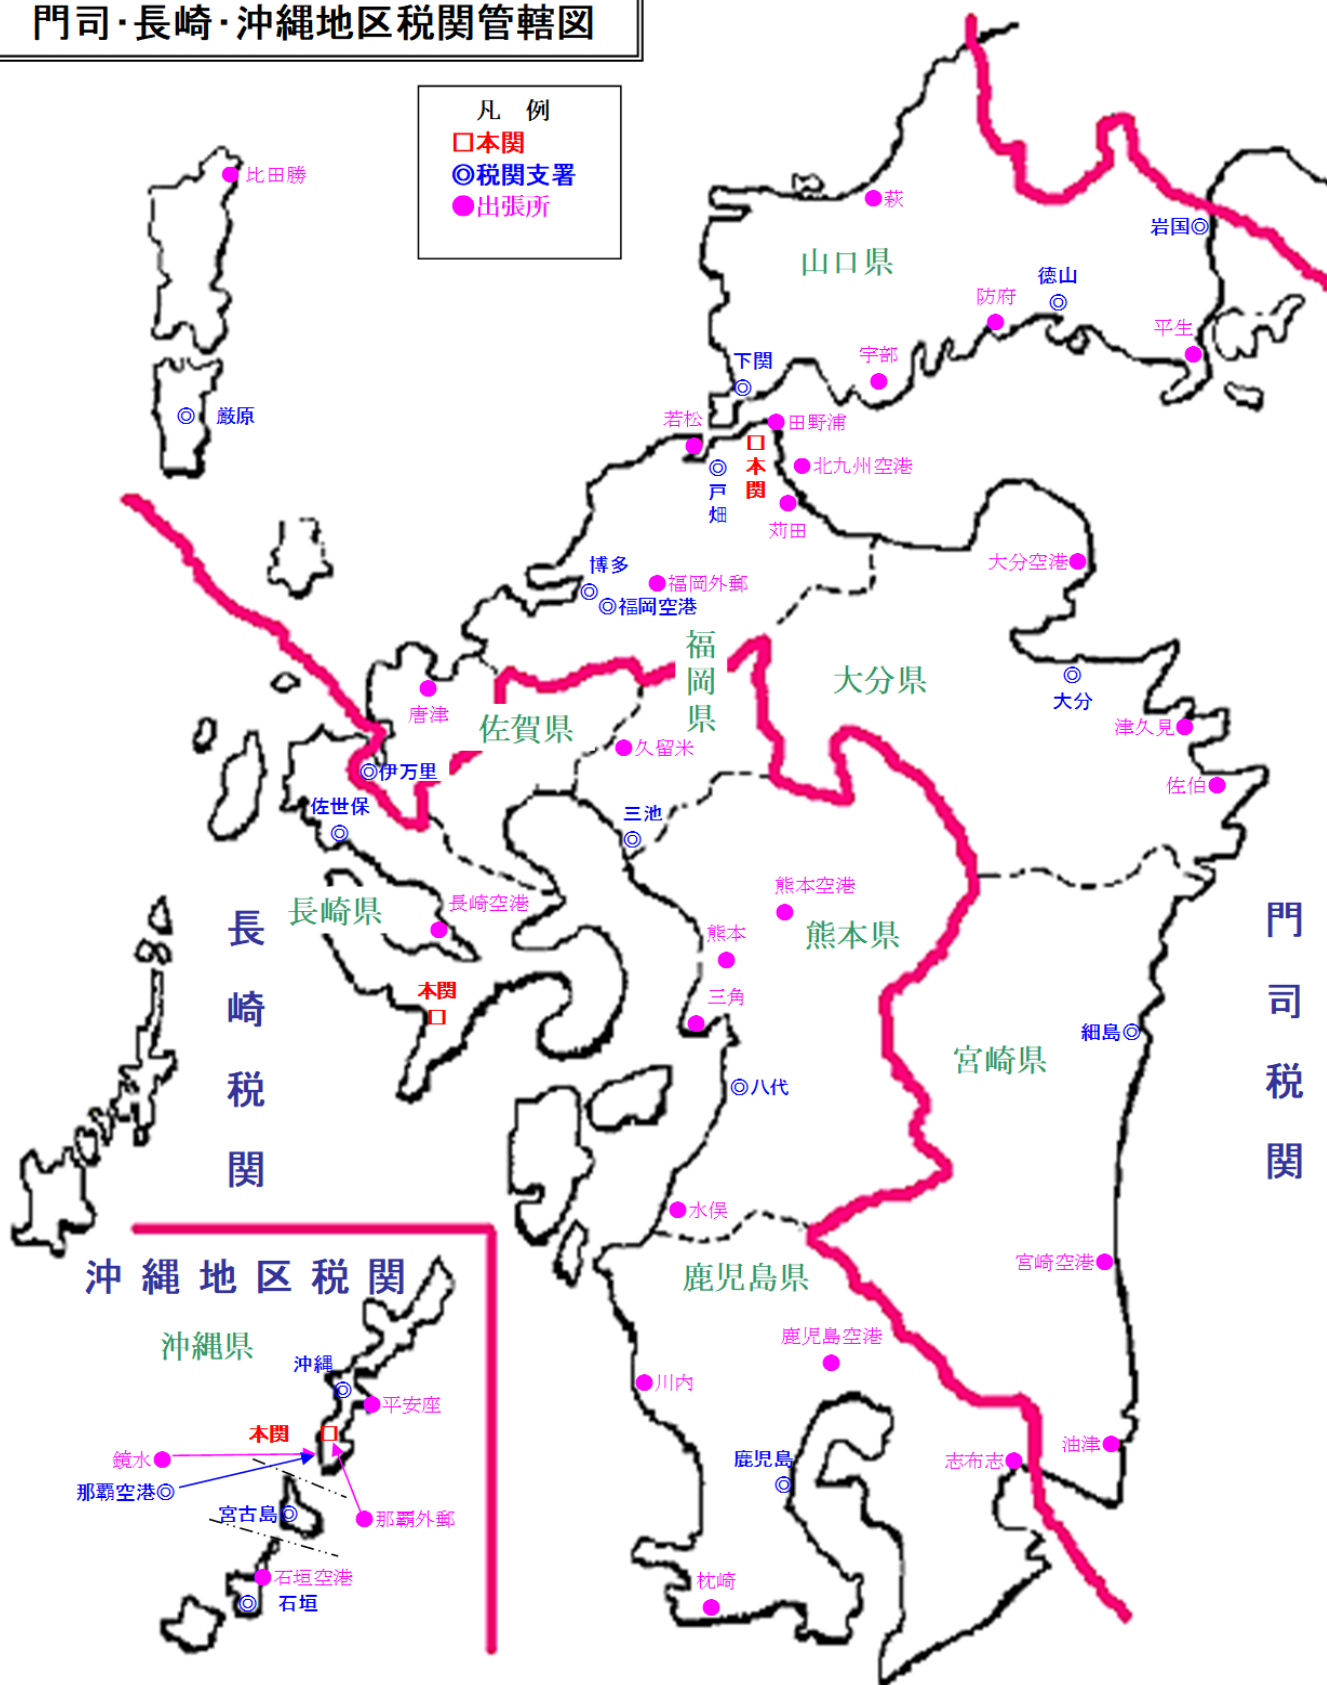 門司・長崎・沖縄地区税関管轄図
凡 例
□本関
◎税関支署
●出張所
比田勝
厳原
萩
山口県
岩国◎
徳山
防府
平生
宇部
下関
若松
田野浦
本関
戸畑
北九州空港
苅田
大分空港
博多
福岡外郵
◎福岡空港
福岡県
大分県
大分
唐津
佐賀県
久留米
津久見
佐伯
◎伊万里
佐世保
三池
長崎県
長崎空港
熊本空港
熊本県
熊本
三角
本関
長崎税関
門司税関
細島◎
宮崎県
◎八代
水俣
宮崎空港
鹿児島県
鹿児島空港
川内
鹿児島
志布志
油津
枕崎
沖縄地区税関
沖縄県
沖縄
平安座
本関
鏡水
那覇空港◎
宮古島◎
那覇外郵
石垣空港
石垣